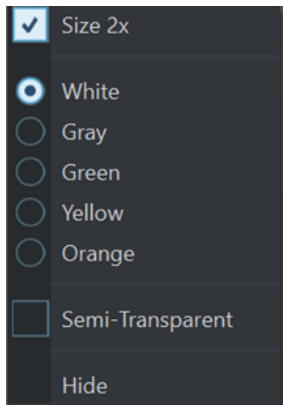 Size 2x
White
Gray
Green
Yellow
Orange
Semi-Transparent
Hide